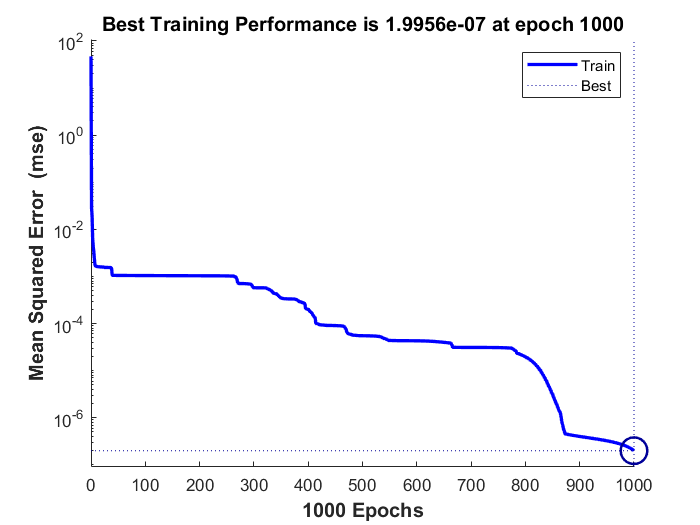 Best Training Performance is 1.9956e-07 at epoch 1000
Mean Squared Error (mse)
10^2
10^0
10^-2
10^-4
10^-6
Train
Best
0 100 200 300 400 500 600 700 800 900 1000
1000 Epochs